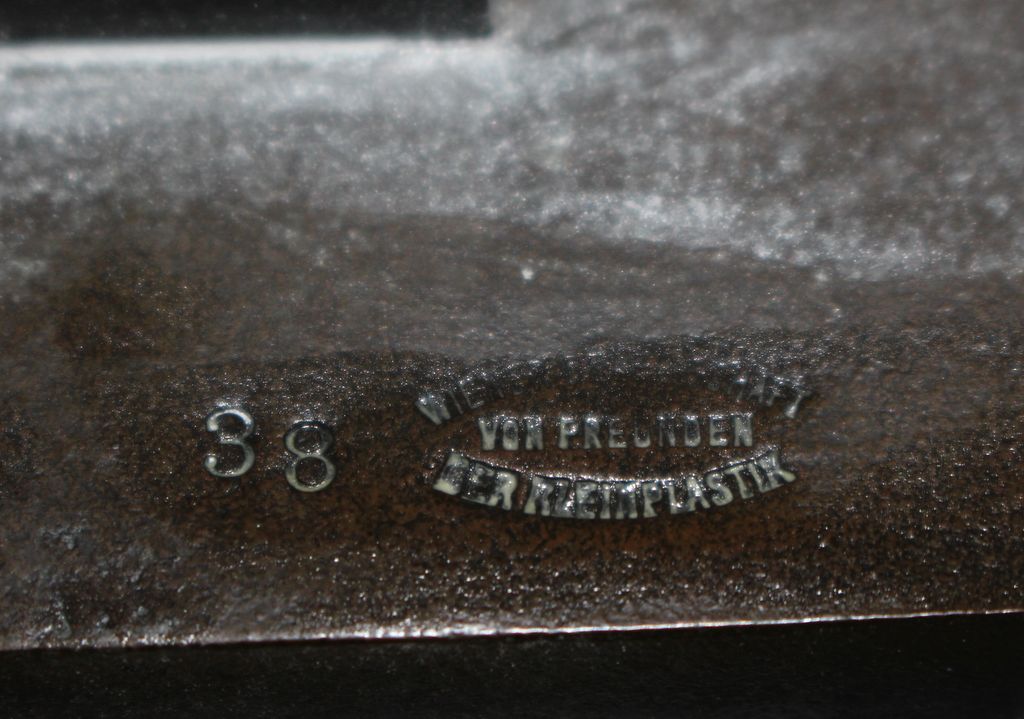 38
VON FREUNDEN
DER KLEINPLASTIK